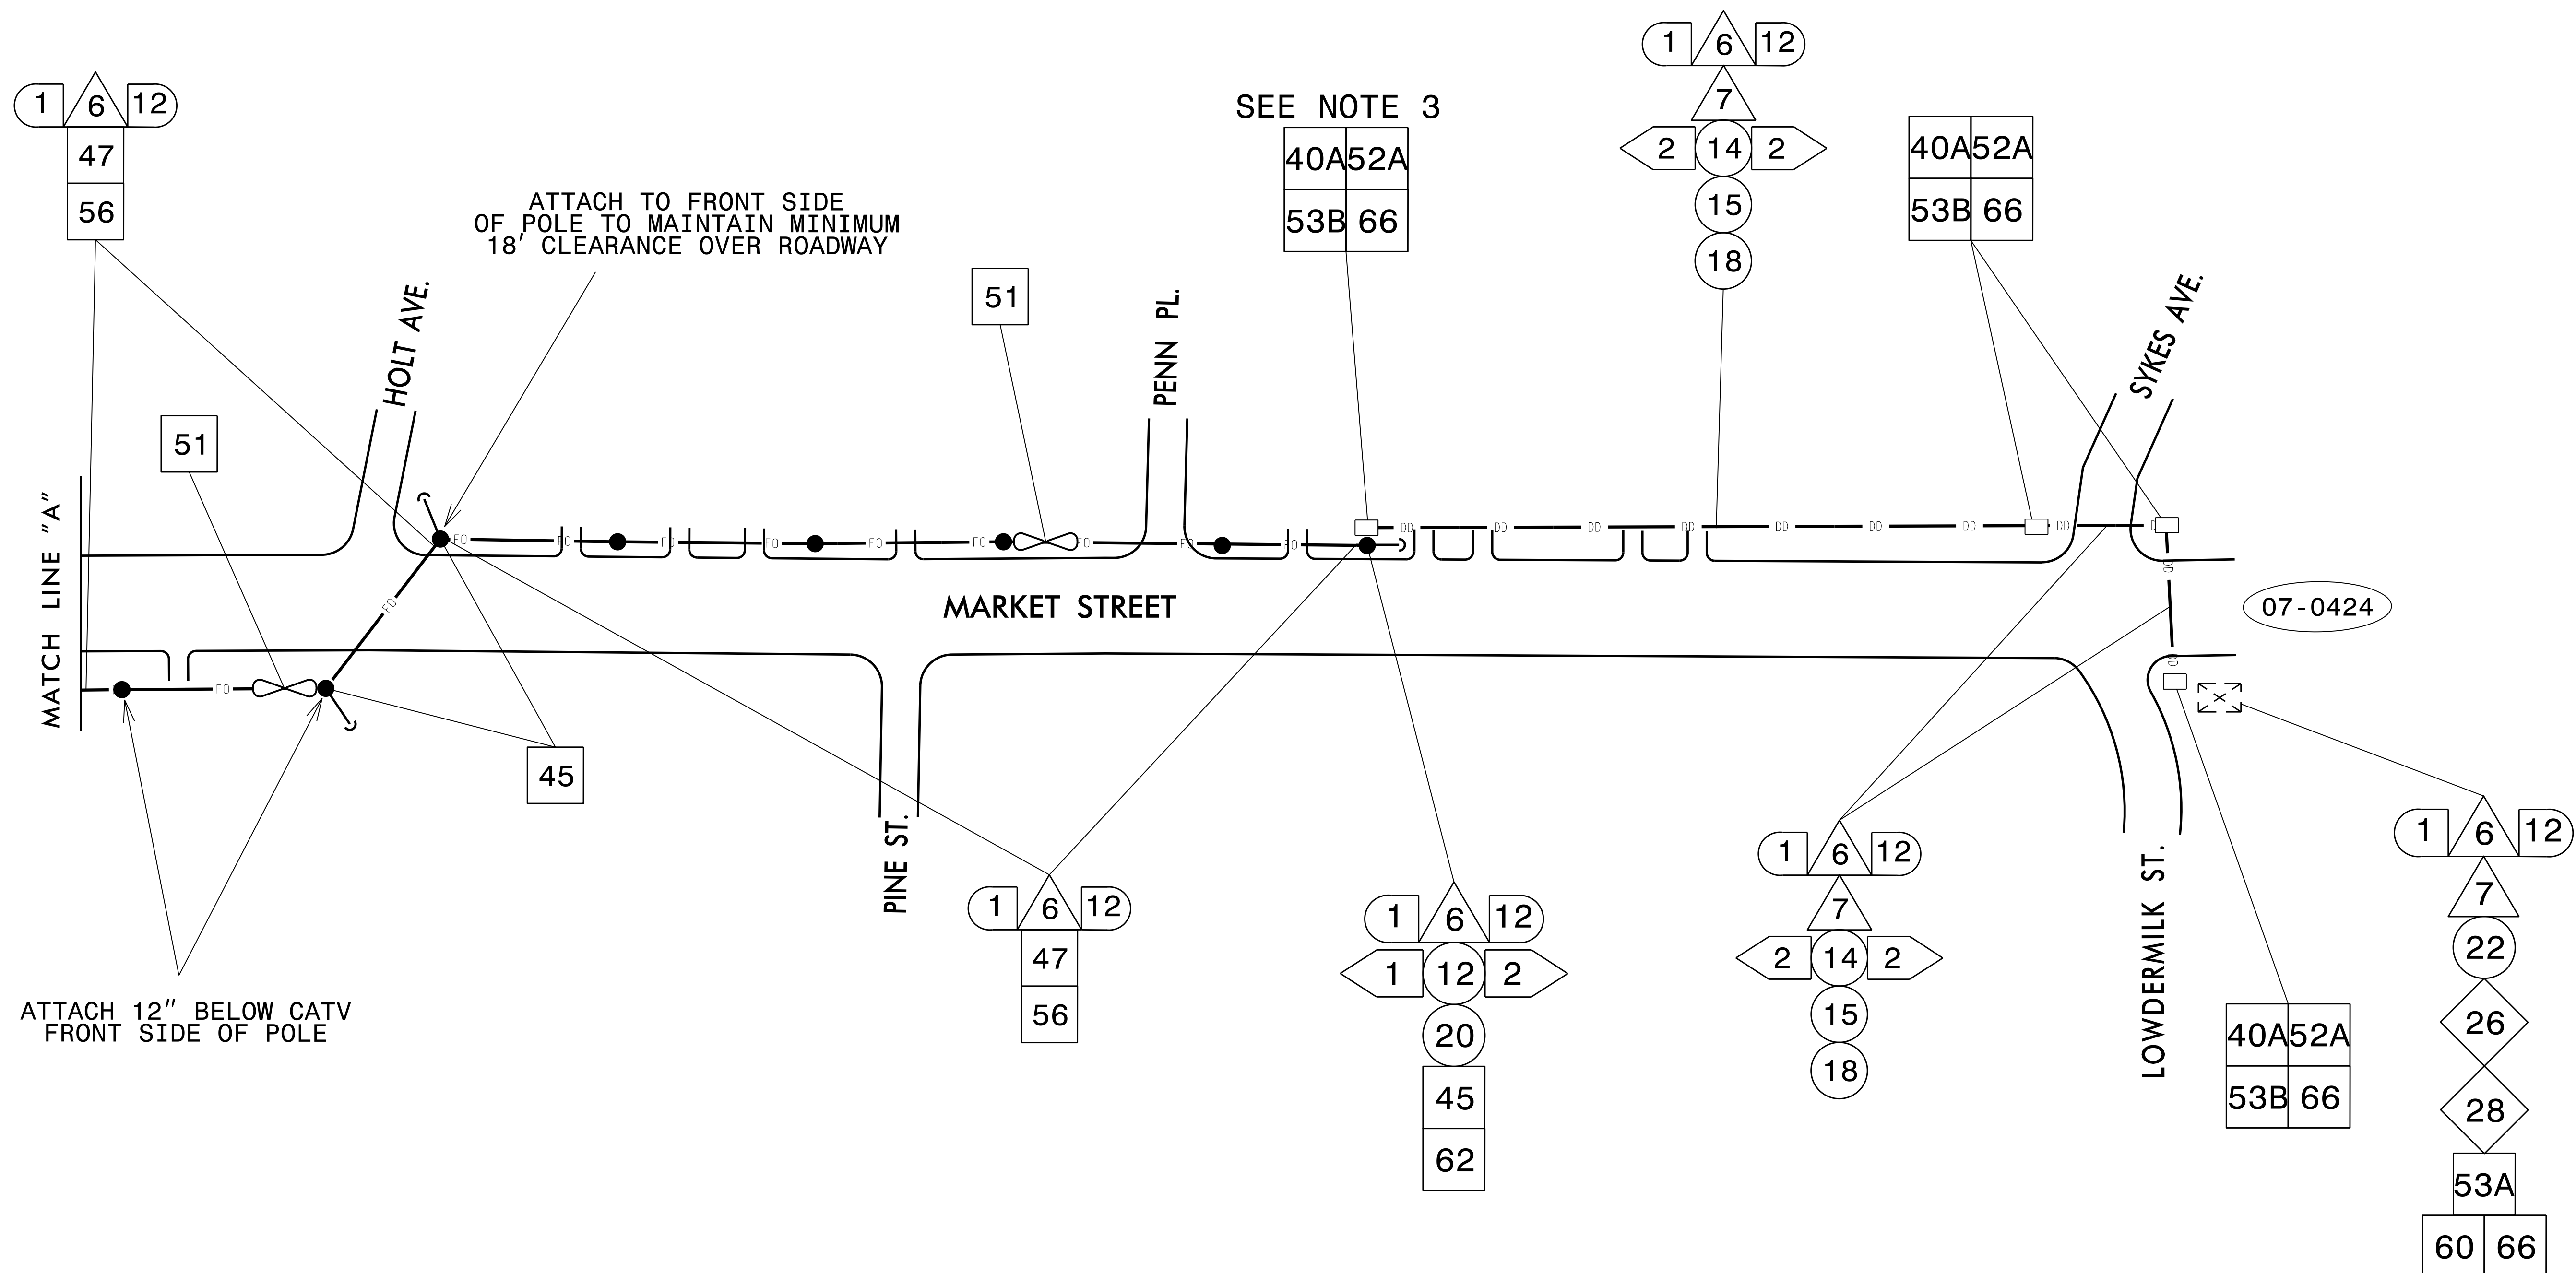 1 6 12
47
56
ATTACH TO FRONT SIDE
OF POLE TO MAINTAIN MINIMUM
18' CLEARANCE OVER ROADWAY
SEE NOTE 3
40A 52A
53B 66
1 6 12
7
2 14 2
15
18
40A 52A
53B 66
51
51
HOLT AVE.
PENN PL.
SYKES AVE.
MATCH LINE "A"
FO FO FO FO FO FO FO FO FO DD DD DD DD DD DD DD DD
MARKET STREET
07-0424
FO
DD
DD
FO
45
PINE ST.
LOWDERMILK ST.
ATTACH 12" BELOW CATV
FRONT SIDE OF POLE
1 6 12
47
56
1 6 12
1 12 2
20
45
62
1 6 12
7
2 14 2
15
18
40A 52A
53B 66
1 6 12
7
22
26
28
53A
60 66